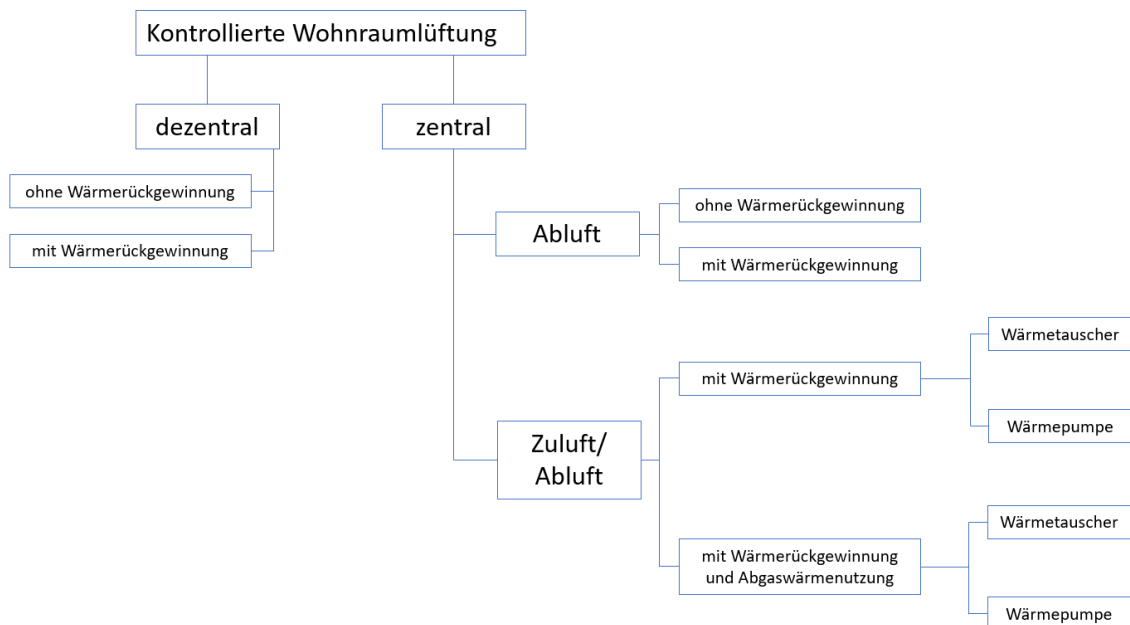 Kontrollierte Wohnraumlüftung
dezentral
zentral
ohne Wärmerückgewinnung
mit Wärmerückgewinnung
Abluft
ohne Wärmerückgewinnung
mit Wärmerückgewinnung
Zuluft/
Abluft
mit Wärmerückgewinnung
Wärmetauscher
Wärmepumpe
mit Wärmerückgewinnung
und Abgaswärmenutzung
Wärmetauscher
Wärmepumpe